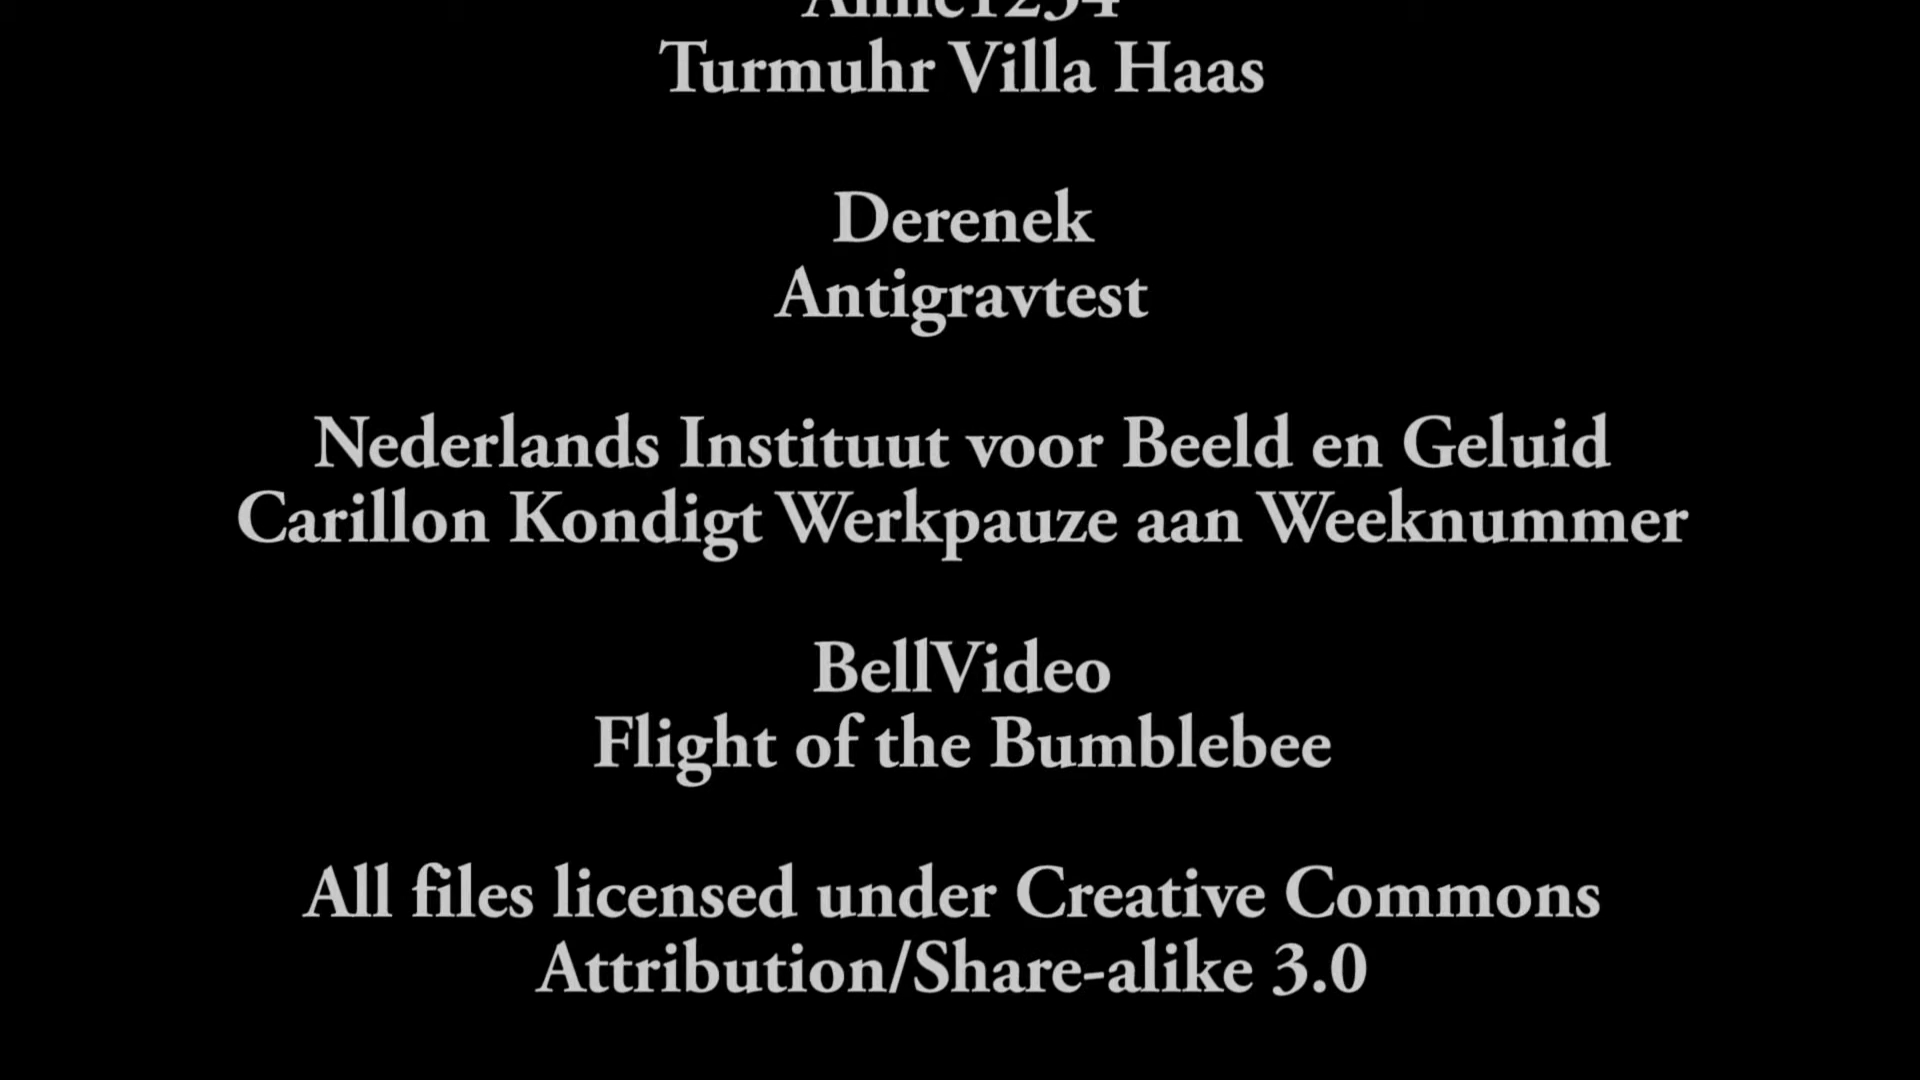 Turmuhr Villa Haas
Derenek
Antigravtest
Nederlands Instituut voor Beeld en Geluid
Carillon Kondigt Werkpauze aan Weeknummer
BellVideo
Flight of the Bumblebee
All files licensed under Creative Commons
Attribution/Share-alike 3.0